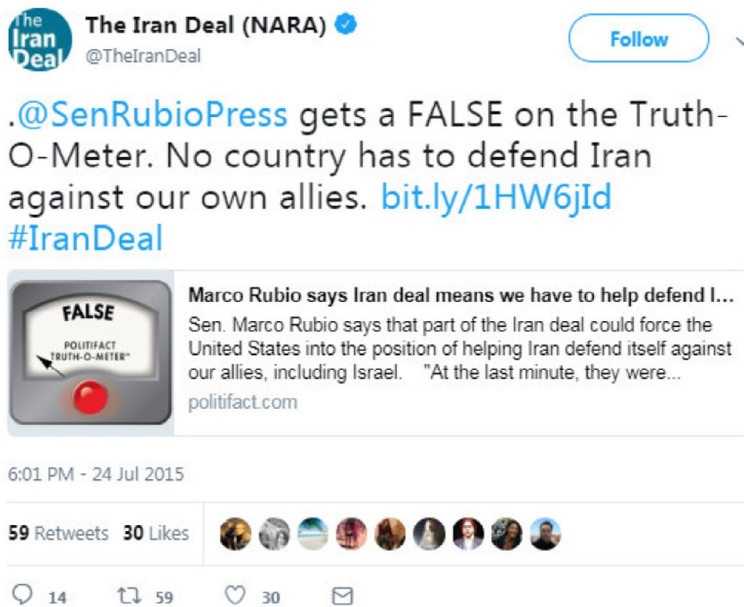 The
Iran
Deal
The Iran Deal (NARA)
@TheIranDeal
Follow
.@SenRubioPress gets a FALSE on the Truth-
O-Meter. No country has to defend Iran
against our own allies. bit.ly/1HW6jId
#IranDeal
FALSE
POLITIFACT
TRUTH-O-METER™
Marco Rubio says Iran deal means we have to help defend I...
Sen. Marco Rubio says that part of the Iran deal could force the
United States into the position of helping Iran defend itself against
our allies, including Israel. "At the last minute, they were...
politifact.com
6:01 PM - 24 Jul 2015
59 Retweets 30 Likes
14 59 30